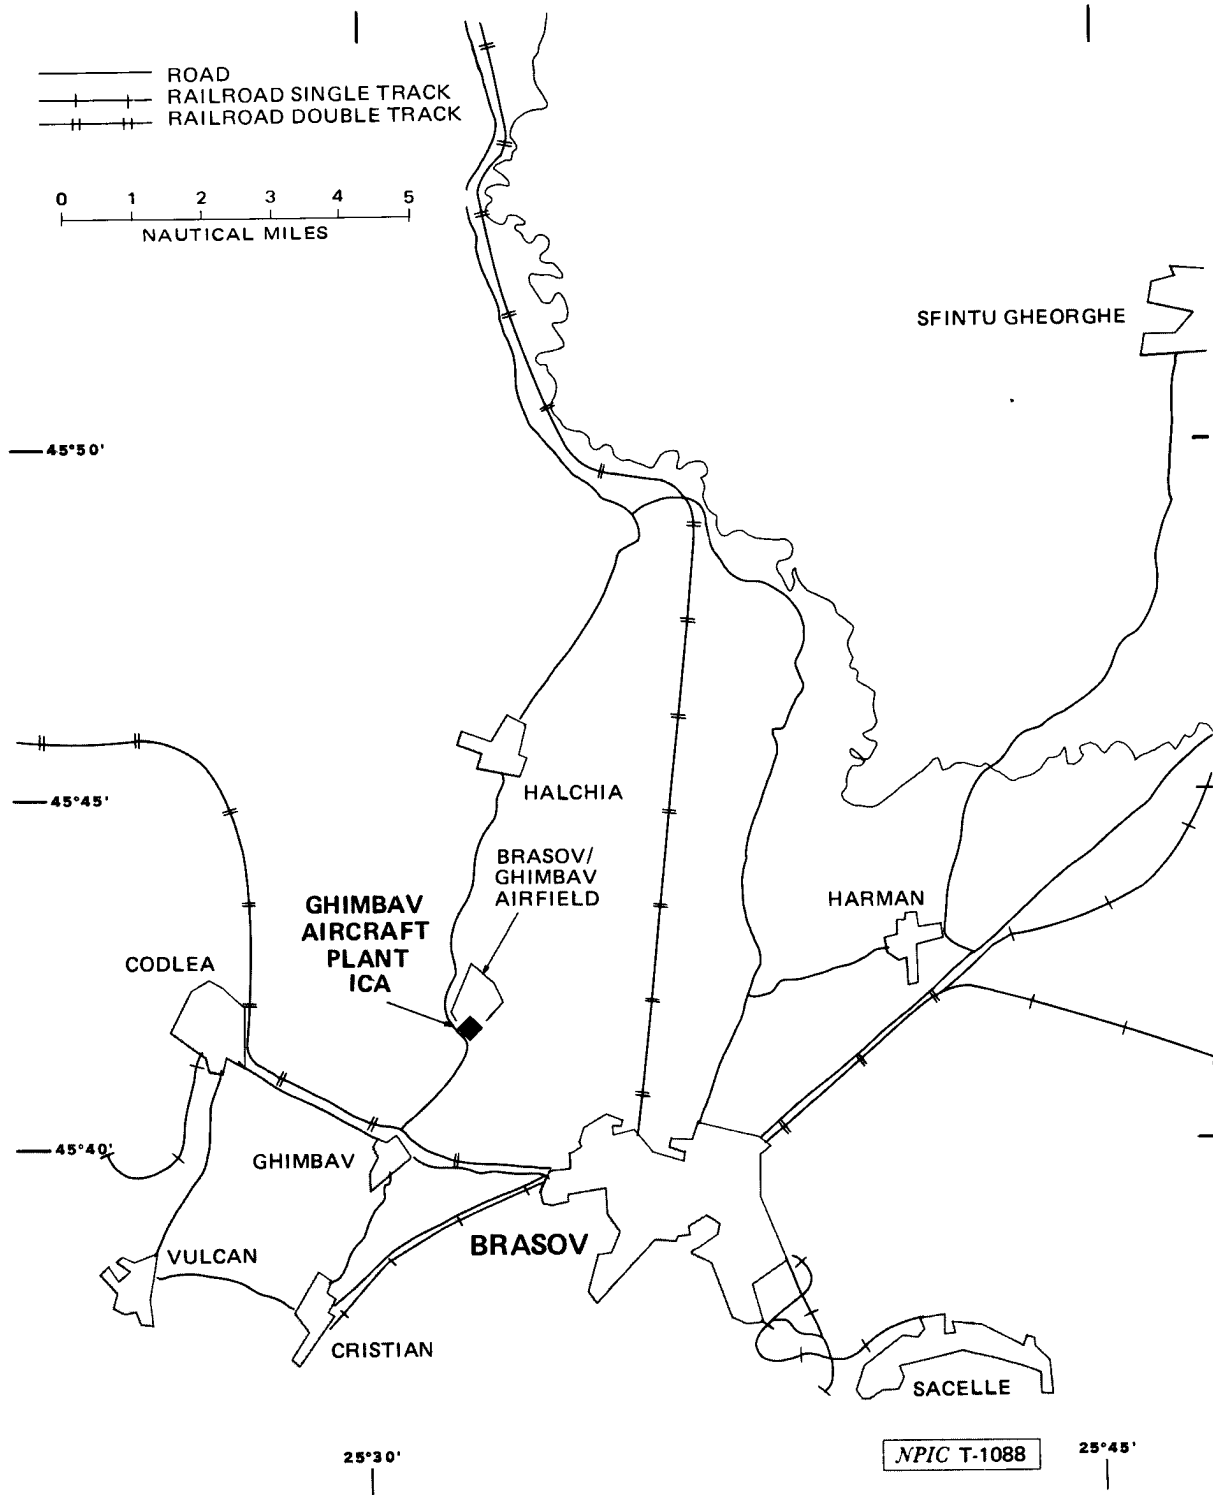 ROAD
RAILROAD SINGLE TRACK
RAILROAD DOUBLE TRACK
0 1 2 3 4 5
NAUTICAL MILES
SFINTU GHEORGHE
45°50'
45°45'
HALCHIA
BRASOV/
GHIMBAV
AIRFIELD
GHIMBAV
AIRCRAFT
PLANT
ICA
HARMAN
CODLEA
45°40'
GHIMBAV
BRASOV
VULCAN
CRISTIAN
SACELLE
25°30'
NPIC T-1088
25°45'